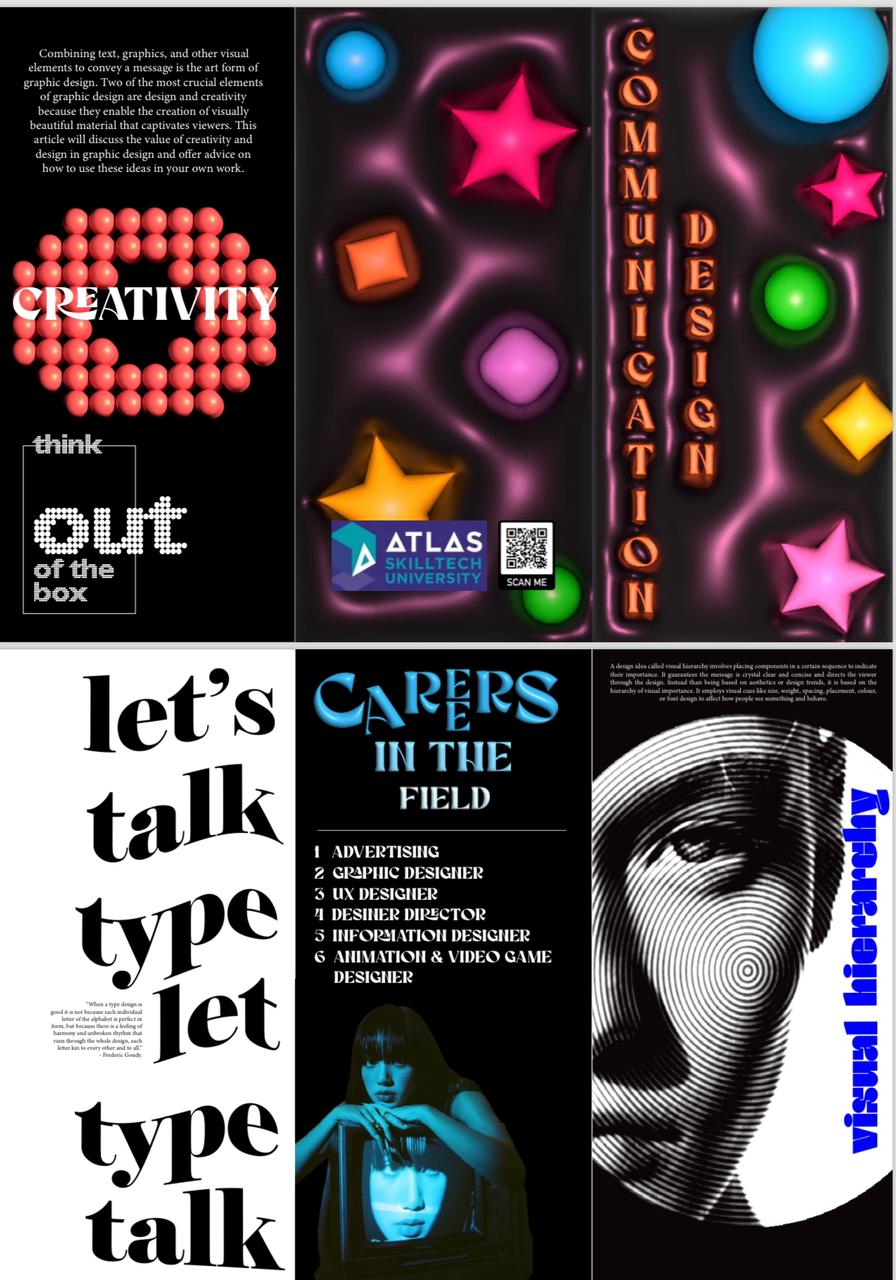 Combining text, graphics, and other visual
elements to convey a message is the art form of
graphic design. Two of the most crucial elements
of graphic design are design and creativity
because they enable the creation of visually
beautiful material that captivates viewers. This
article will discuss the value of creativity and
design in graphic design and offer advice on
how to use these ideas in your own work.
CREATIVITY
think
out
of the
box
ATLAS
SKILLTECH
UNIVERSITY
SCAN ME
COMMUNICATION
DESIGN
let's
talk
type
let
type
talk
"When a type design is
good it is not because each individual
letter of the alphabet is perfect in
form, but because there is a feeling of
harmony and unbroken rhythm that
runs through the whole design, each
letter kin to every other and to all."
- Frederic Goudy.
CAREERS
IN THE
FIELD
1 ADVERTISING
2 GRAPHIC DESIGNER
3 UX DESIGNER
4 DESINER DIRECTOR
5 INFORMATION DESIGNER
6 ANIMATION & VIDEO GAME
DESIGNER
A design idea called visual hierarchy involves placing components in a certain sequence to indicate
their importance. It guarantees the message is crystal clear and concise and directs the viewer
through the design. Instead than being based on aesthetics or design trends, it is based on the
hierarchy of visual importance. It employs visual cues like size, weight, spacing, placement, colour,
or font design to affect how people see something and behave.
visual hierarchy